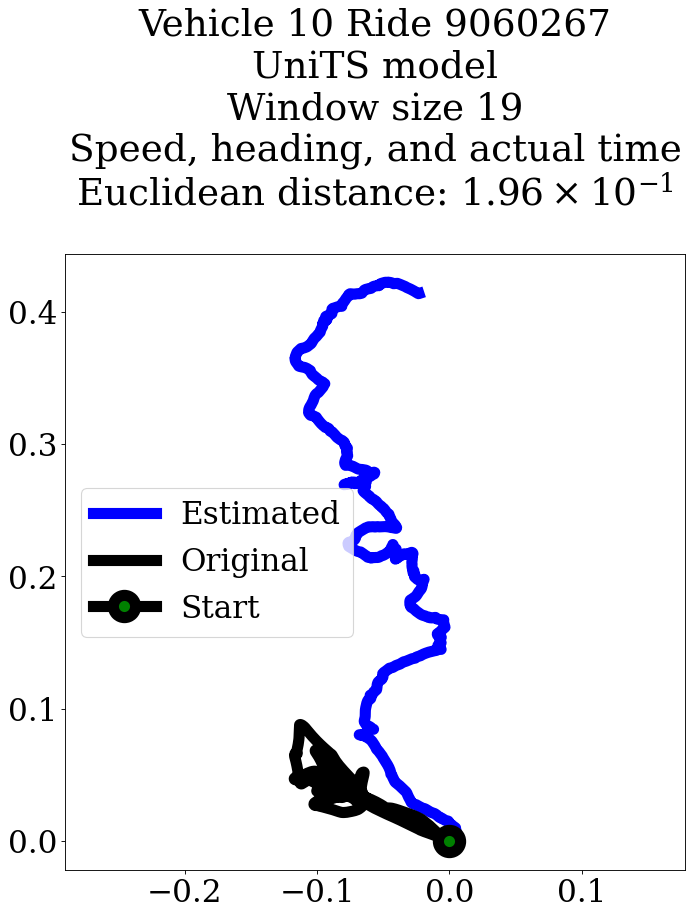 Vehicle 10 Ride 9060267
UniTS model
Window size 19
Speed, heading, and actual time
Euclidean distance: 1.96 × 10⁻¹
0.4
0.3
Estimated
Original
0.2
Start
0.1
0.0
−0.2 −0.1 0.0 0.1